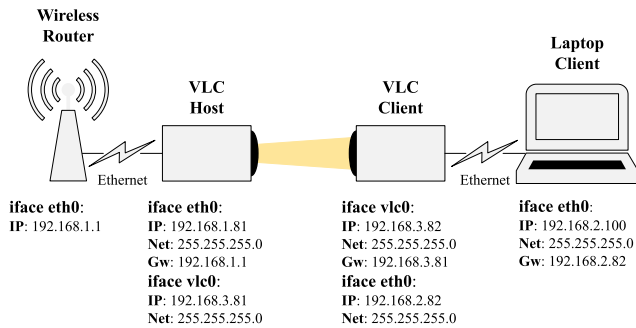 Wireless
Router
VLC
Host
VLC
Client
Laptop
Client
Ethernet
Ethernet
iface eth0:
IP: 192.168.1.1
iface eth0:
IP: 192.168.1.81
Net: 255.255.255.0
Gw: 192.168.1.1
iface vlc0:
IP: 192.168.3.81
Net: 255.255.255.0
iface vlc0:
IP: 192.168.3.82
Net: 255.255.255.0
Gw: 192.168.3.81
iface eth0:
IP: 192.168.2.82
Net: 255.255.255.0
iface eth0:
IP: 192.168.2.100
Net: 255.255.255.0
Gw: 192.168.2.82